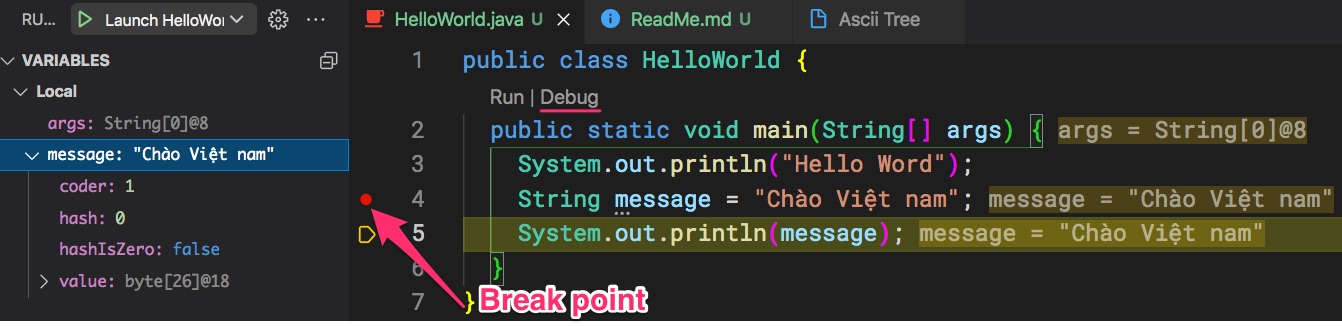 RU... Launch HelloWor ...
VARIABLES
Local
args: String[0]@8
message: "Chào Việt nam"
coder: 1
hash: 0
hashIsZero: false
value: byte[26]@18
HelloWorld.java U
ReadMe.md U
Ascii Tree
1 public class HelloWorld {
Run | Debug
2 public static void main(String[] args) { args = String[0]@8
3 System.out.println("Hello Word");
4 String message = "Chào Việt nam"; message = "Chào Việt nam"
5 System.out.println(message); message = "Chào Việt nam"
6 }
7 }
Break point